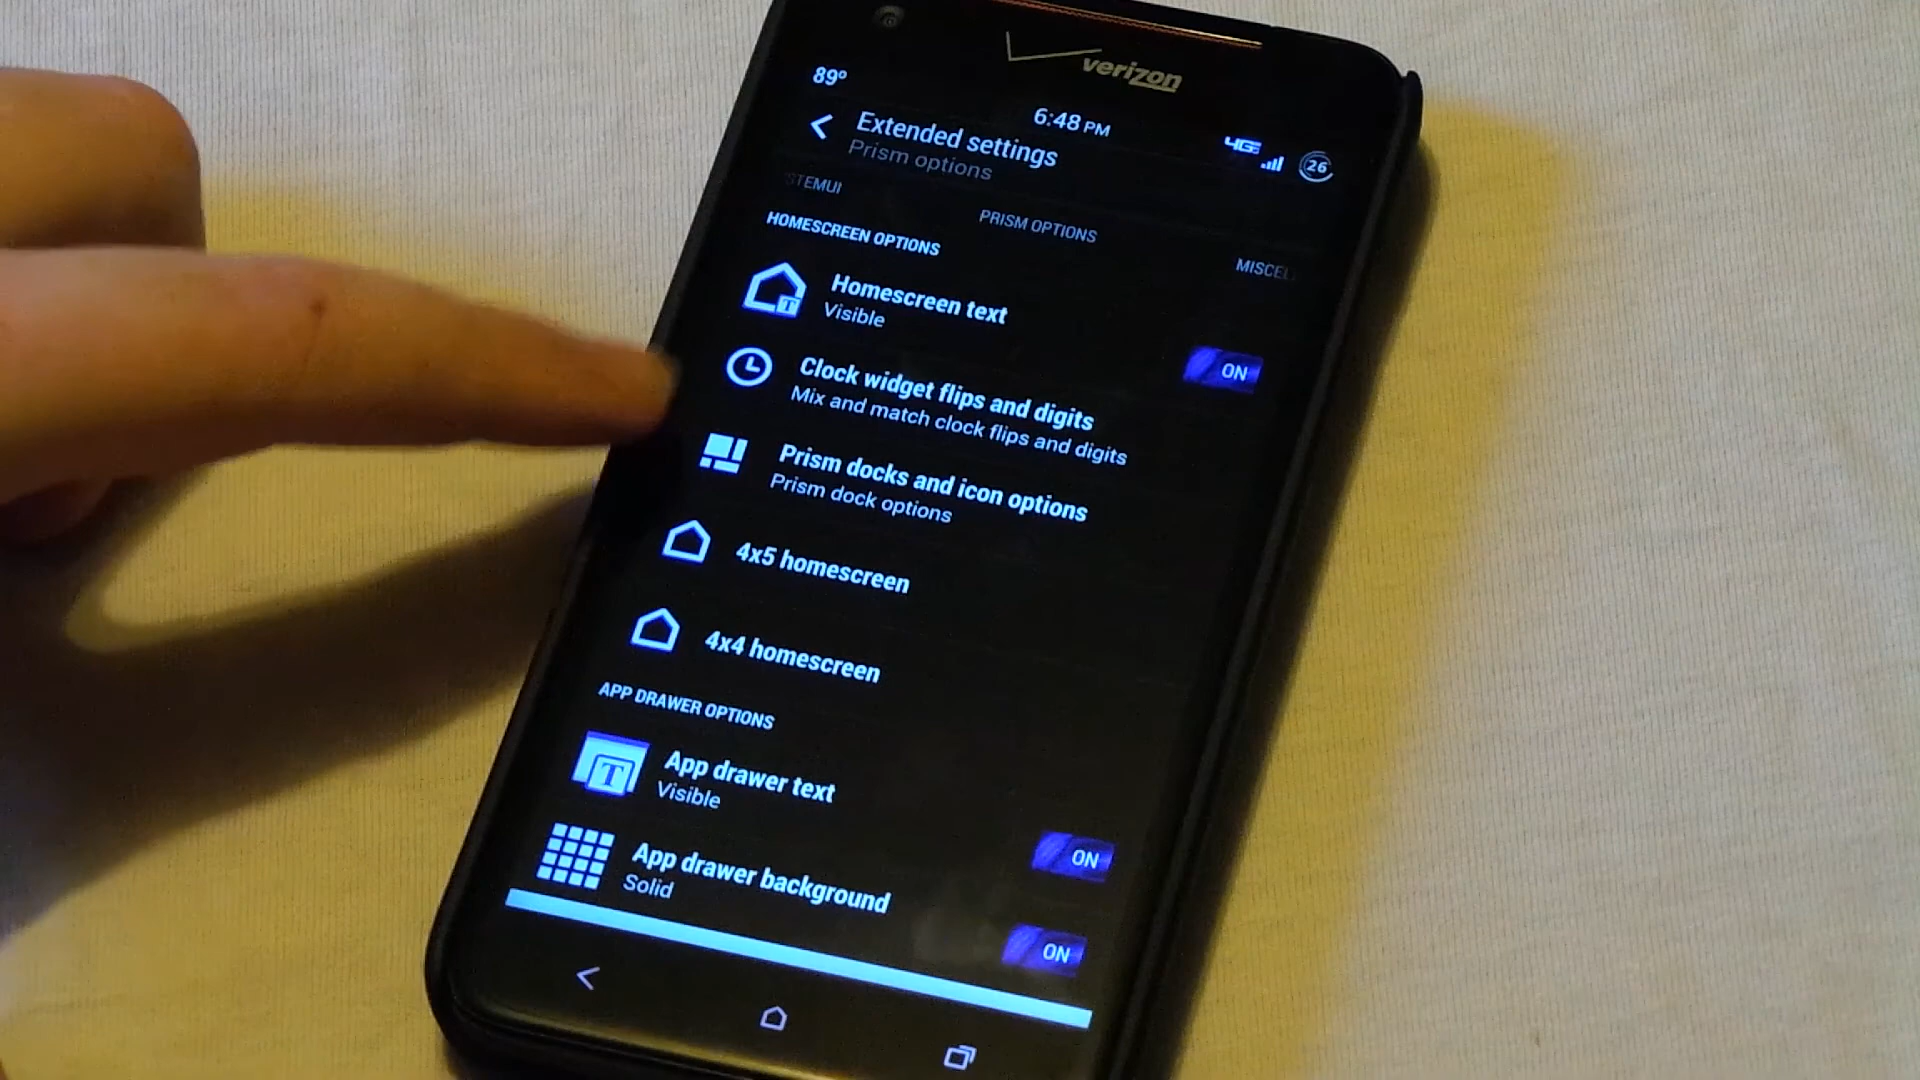 verizon
89°
6:48 PM
4G
26
Extended settings
Prism options
STEMUI
PRISM OPTIONS
MISCEL
HOMESCREEN OPTIONS
Homescreen text
Visible
ON
Clock widget flips and digits
Mix and match clock flips and digits
Prism docks and icon options
Prism dock options
4x5 homescreen
4x4 homescreen
APP DRAWER OPTIONS
App drawer text
Visible
ON
App drawer background
Solid
ON